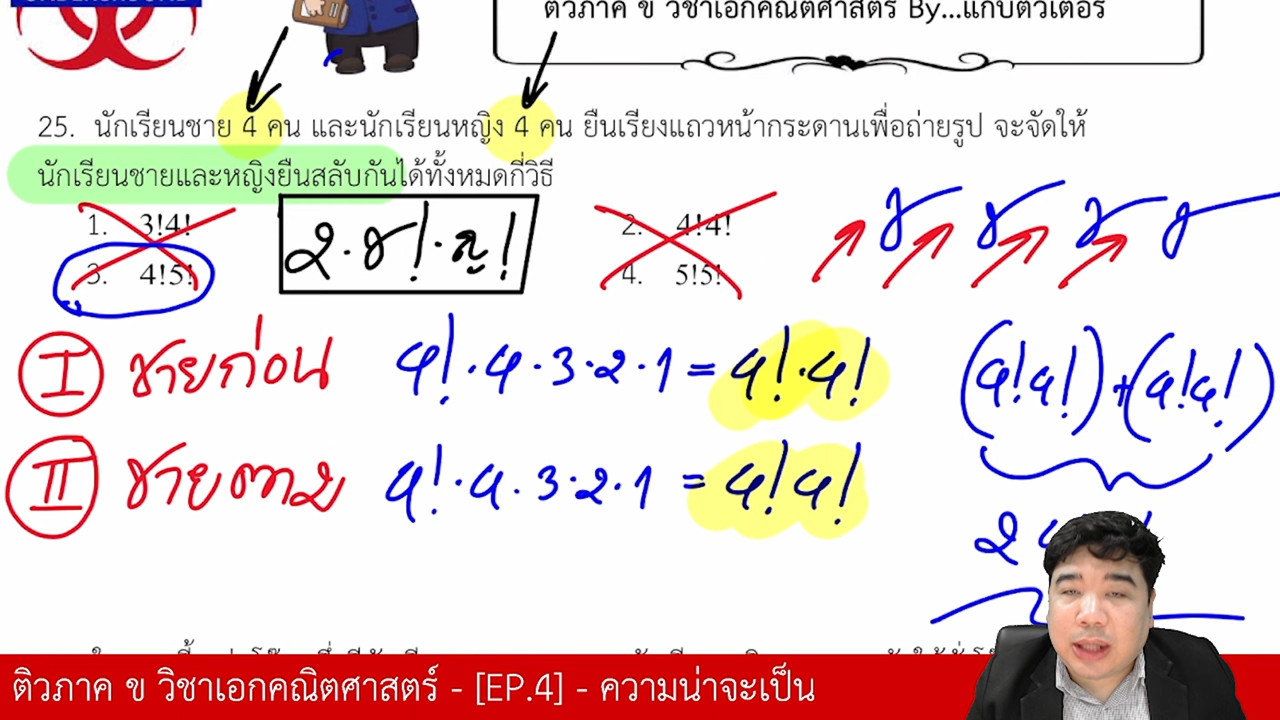 ติวภาค ข วิชาเอกคณิตศาสตร์ By...แก๊บติวเตอร์
25. นักเรียนชาย 4 คน และนักเรียนหญิง 4 คน ยืนเรียงแถวหน้ากระดานเพื่อถ่ายรูป จะจัดให้
นักเรียนชายและหญิงยืนสลับกันได้ทั้งหมดกี่วิธี
1. 3!4! 2. 4!4!
3. 4!5! 4. 5!5!
2·ช!·ญ!
ช ช ช ช
I ชายก่อน 4!·4·3·2·1 = 4!·4!
(4!4!)+(4!4!)
II ชายตาม 4!·4·3·2·1 = 4!4!
2
ติวภาค ข วิชาเอกคณิตศาสตร์ - [EP.4] - ความน่าจะเป็น